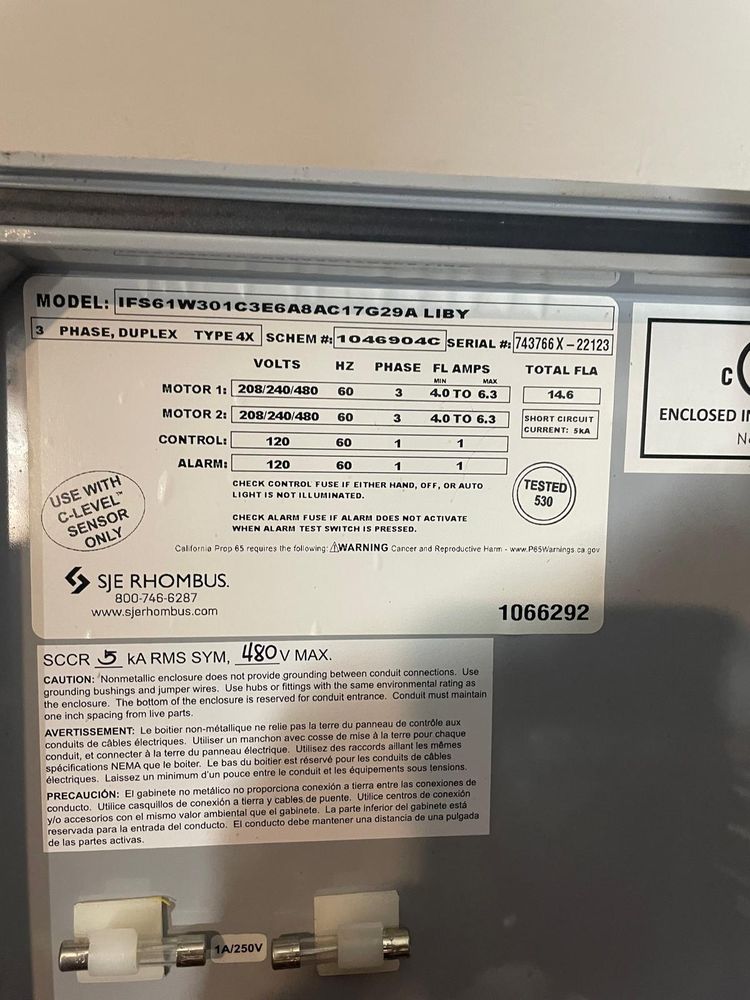 MODEL: IFS61W301C3E6A8AC17G29A LIBY
3 PHASE, DUPLEX TYPE 4X SCHEM #: 1046904C SERIAL #: 743766X-22123
VOLTS HZ PHASE FL AMPS TOTAL FLA
MIN MAX
MOTOR 1: 208/240/480 60 3 4.0 TO 6.3 14.6
MOTOR 2: 208/240/480 60 3 4.0 TO 6.3 SHORT CIRCUIT
CURRENT: 5kA
CONTROL: 120 60 1 1
ALARM: 120 60 1 1
CHECK CONTROL FUSE IF EITHER HAND, OFF, OR AUTO
LIGHT IS NOT ILLUMINATED.
CHECK ALARM FUSE IF ALARM DOES NOT ACTIVATE
WHEN ALARM TEST SWITCH IS PRESSED.
USE WITH
C-LEVEL™
SENSOR
ONLY
TESTED
530
California Prop 65 requires the following: ⚠WARNING Cancer and Reproductive Harm - www.P65Warnings.ca.gov
SJE RHOMBUS.
800-746-6287
www.sjerhombus.com
1066292
C
ENCLOSED
SCCR 5 kA RMS SYM, 480 V MAX.
CAUTION: Nonmetallic enclosure does not provide grounding between conduit connections. Use
grounding bushings and jumper wires. Use hubs or fittings with the same environmental rating as
the enclosure. The bottom of the enclosure is reserved for conduit entrance. Conduit must maintain
one inch spacing from live parts.
AVERTISSEMENT: Le boitier non-métallique ne relie pas la terre du panneau de contrôle aux
conduits de câbles électriques. Utiliser un manchon avec cosse de mise à la terre pour chaque
conduit, et connecter à la terre du panneau électrique. Utilisez des raccords aillant les mêmes
spécifications NEMA que le boiter. Le bas du boitier est réservé pour les conduits de câbles
électriques. Laissez un minimum d'un pouce entre le conduit et les équipements sous tensions.
PRECAUCIÓN: El gabinete no metálico no proporciona conexión a tierra entre las conexiones de
conducto. Utilice casquillos de conexión a tierra y cables de puente. Utilice centros de conexión
y/o accesorios con el mismo valor ambiental que el gabinete. La parte inferior del gabinete está
reservada para la entrada del conducto. El conducto debe mantener una distancia de una pulgada
de las partes activas.
1A/250V